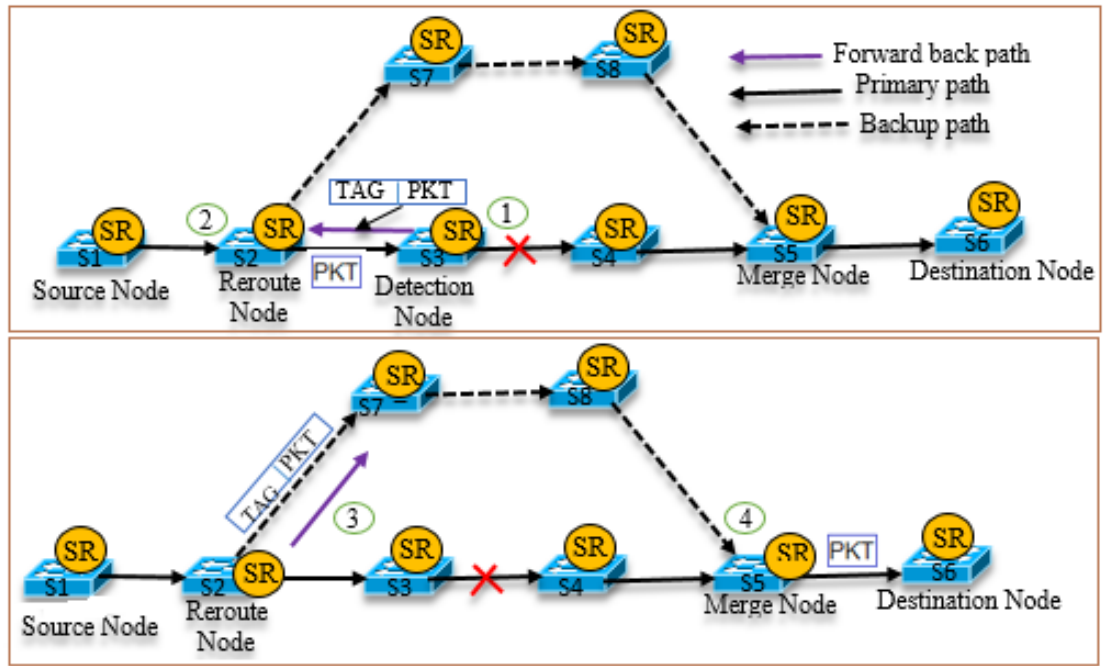 SR
S7
SR
S8
Forward back path
Primary path
Backup path
TAG PKT
SR
S1
2
SR
S2
SR
S3
1
SR
S4
SR
S5
SR
S6
PKT
Source Node
Reroute
Node
Detection
Node
Merge Node
Destination Node
SR
S7
SR
S8
TAG PKT
3
4
SR
S1
SR
S2
SR
S3
SR
S4
SR
S5
PKT
SR
S6
Source Node
Reroute
Node
Merge Node
Destination Node